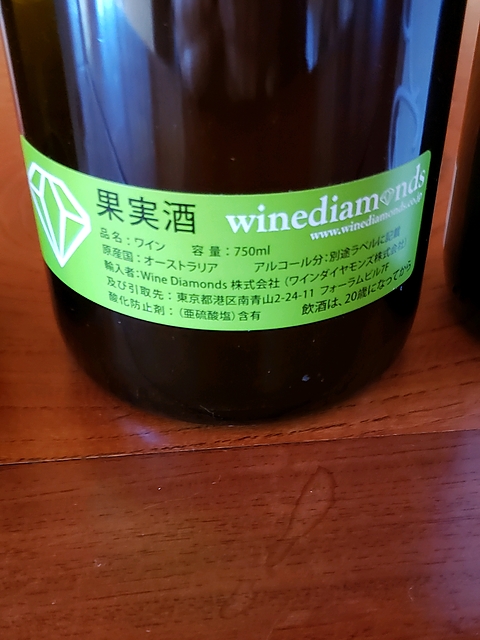 果実酒 winediamonds
www.winediamonds.co.jp
品名：ワイン 容量：750ml
原産国：オーストラリア アルコール分：別途ラベルに記載
輸入者：Wine Diamonds 株式会社（ワインダイヤモンズ株式会社）
及び引取先：東京都港区南青山2-24-11 フォーラムビル7F
酸化防止剤：（亜硫酸塩）含有 飲酒は、20歳になってから